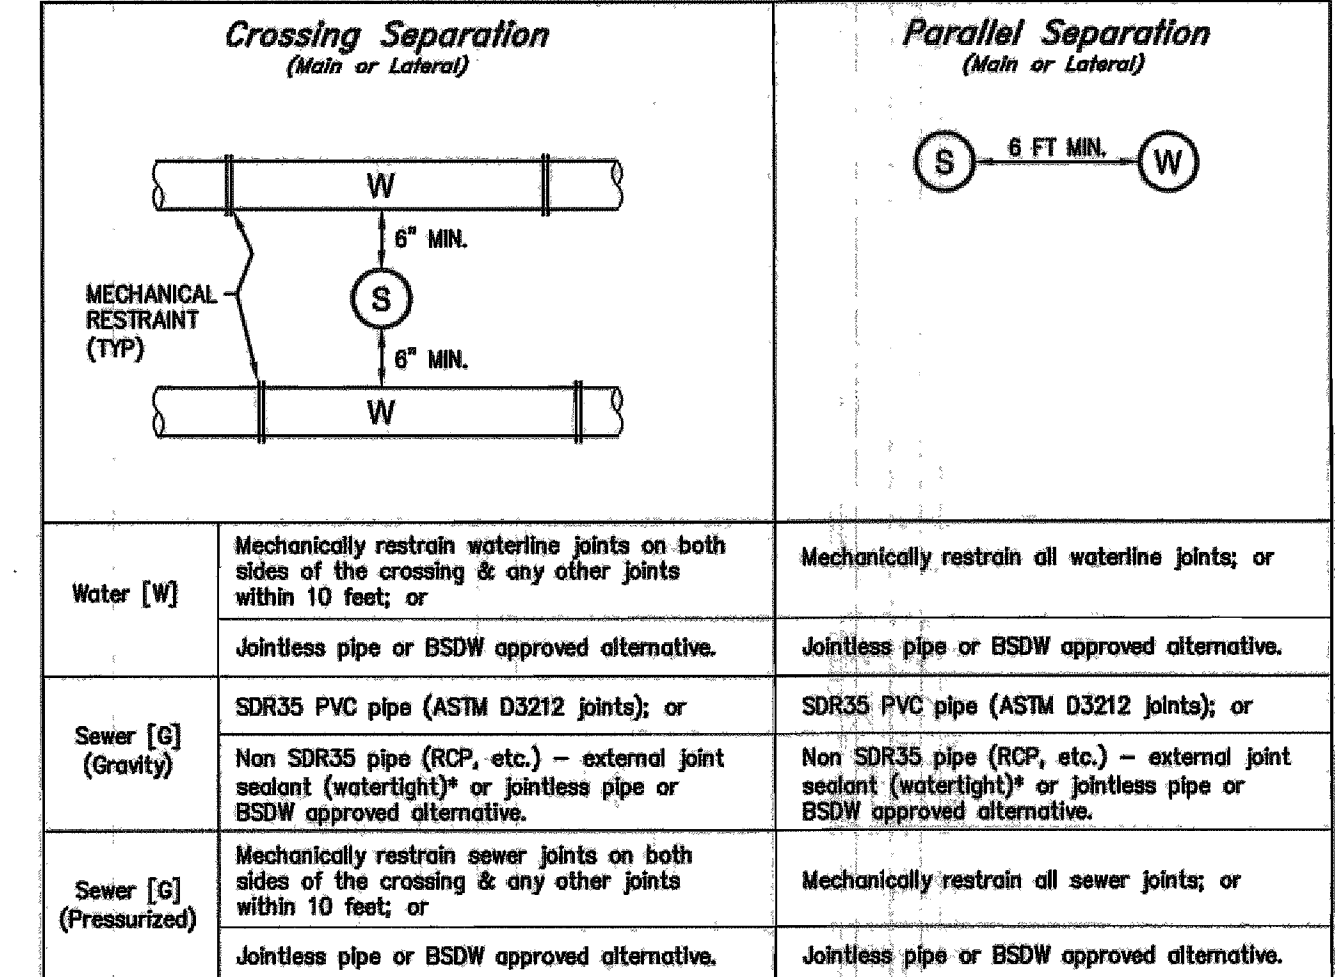 Crossing Separation
(Main or Lateral)
W
6" MIN.
S
MECHANICAL
RESTRAINT
(TYP)
6" MIN.
W
Parallel Separation
(Main or Lateral)
S
6 FT MIN.
W
Water [W]
Mechanically restrain waterline joints on both
sides of the crossing & any other joints
within 10 feet; or
Mechanically restrain all waterline joints; or
Jointless pipe or BSDW approved alternative.
Jointless pipe or BSDW approved alternative.
Sewer [G]
(Gravity)
SDR35 PVC pipe (ASTM D3212 joints); or
SDR35 PVC pipe (ASTM D3212 joints); or
Non SDR35 pipe (RCP, etc.) – external joint
sealant (watertight)* or jointless pipe or
BSDW approved alternative.
Non SDR35 pipe (RCP, etc.) – external joint
sealant (watertight)* or jointless pipe or
BSDW approved alternative.
Sewer [G]
(Pressurized)
Mechanically restrain sewer joints on both
sides of the crossing & any other joints
within 10 feet; or
Mechanically restrain all sewer joints; or
Jointless pipe or BSDW approved alternative.
Jointless pipe or BSDW approved alternative.